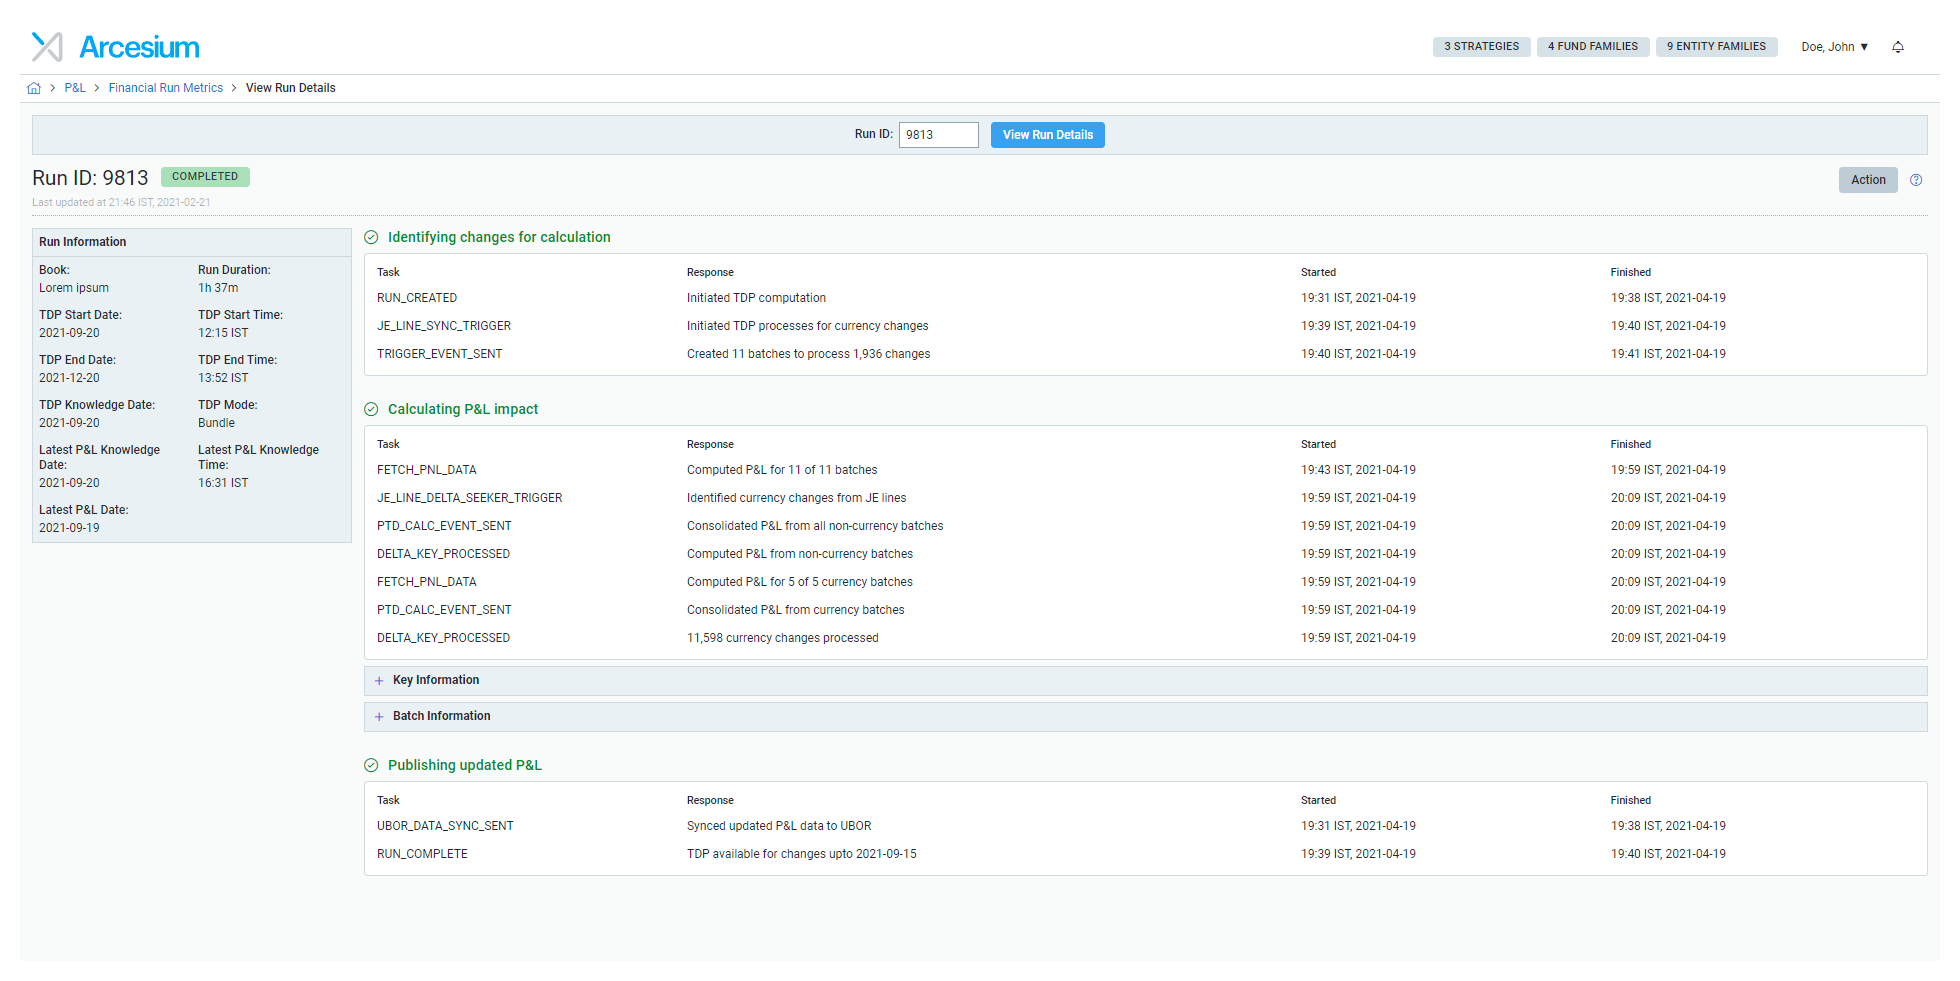 Arcesium
3 STRATEGIES 4 FUND FAMILIES 9 ENTITY FAMILIES Doe, John ▼
P&L > Financial Run Metrics > View Run Details
Run ID: 9813 View Run Details
Run ID: 9813 COMPLETED
Action
Last updated at 21:46 IST, 2021-02-21
Run Information
Book: Run Duration:
Lorem ipsum 1h 37m
TDP Start Date: TDP Start Time:
2021-09-20 12:15 IST
TDP End Date: TDP End Time:
2021-12-20 13:52 IST
TDP Knowledge Date: TDP Mode:
2021-09-20 Bundle
Latest P&L Knowledge Latest P&L Knowledge
Date: Time:
2021-09-20 16:31 IST
Latest P&L Date:
2021-09-19
Identifying changes for calculation
Task Response Started Finished
RUN_CREATED Initiated TDP computation 19:31 IST, 2021-04-19 19:38 IST, 2021-04-19
JE_LINE_SYNC_TRIGGER Initiated TDP processes for currency changes 19:39 IST, 2021-04-19 19:40 IST, 2021-04-19
TRIGGER_EVENT_SENT Created 11 batches to process 1,936 changes 19:40 IST, 2021-04-19 19:41 IST, 2021-04-19
Calculating P&L impact
Task Response Started Finished
FETCH_PNL_DATA Computed P&L for 11 of 11 batches 19:43 IST, 2021-04-19 19:59 IST, 2021-04-19
JE_LINE_DELTA_SEEKER_TRIGGER Identified currency changes from JE lines 19:59 IST, 2021-04-19 20:09 IST, 2021-04-19
PTD_CALC_EVENT_SENT Consolidated P&L from all non-currency batches 19:59 IST, 2021-04-19 20:09 IST, 2021-04-19
DELTA_KEY_PROCESSED Computed P&L from non-currency batches 19:59 IST, 2021-04-19 20:09 IST, 2021-04-19
FETCH_PNL_DATA Computed P&L for 5 of 5 currency batches 19:59 IST, 2021-04-19 20:09 IST, 2021-04-19
PTD_CALC_EVENT_SENT Consolidated P&L from currency batches 19:59 IST, 2021-04-19 20:09 IST, 2021-04-19
DELTA_KEY_PROCESSED 11,598 currency changes processed 19:59 IST, 2021-04-19 20:09 IST, 2021-04-19
+ Key Information
+ Batch Information
Publishing updated P&L
Task Response Started Finished
UBOR_DATA_SYNC_SENT Synced updated P&L data to UBOR 19:31 IST, 2021-04-19 19:38 IST, 2021-04-19
RUN_COMPLETE TDP available for changes upto 2021-09-15 19:39 IST, 2021-04-19 19:40 IST, 2021-04-19